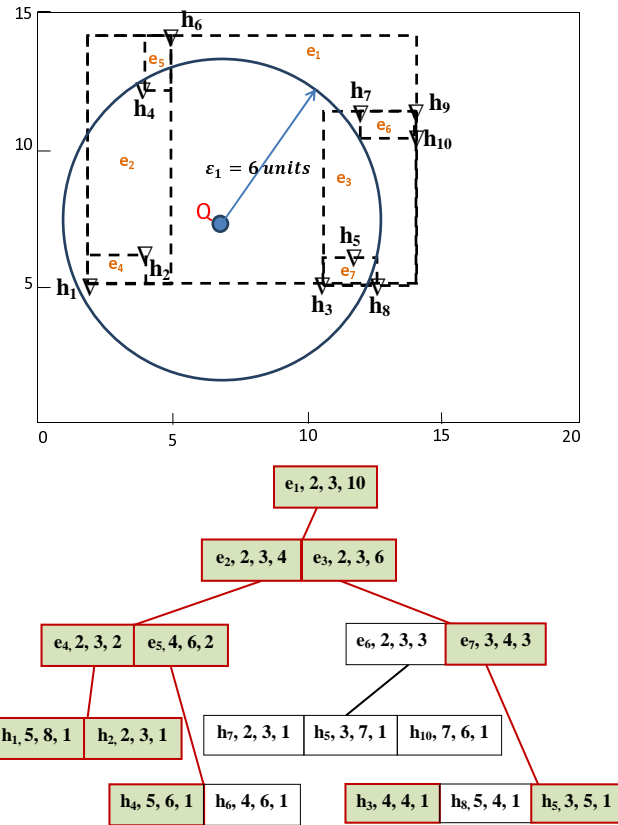 15
h6
e5
e1
h4
h7
h9
e6
h10
10
e2
ε1 = 6 units
e3
Q
h5
e4
h2
e7
5
h1
h3
h8
0
5
10
15
20
e1, 2, 3, 10
e2, 2, 3, 4
e3, 2, 3, 6
e4, 2, 3, 2
e5, 4, 6, 2
e6, 2, 3, 3
e7, 3, 4, 3
h1, 5, 8, 1
h2, 2, 3, 1
h7, 2, 3, 1
h5, 3, 7, 1
h10, 7, 6, 1
h4, 5, 6, 1
h6, 4, 6, 1
h3, 4, 4, 1
h8, 5, 4, 1
h5, 3, 5, 1